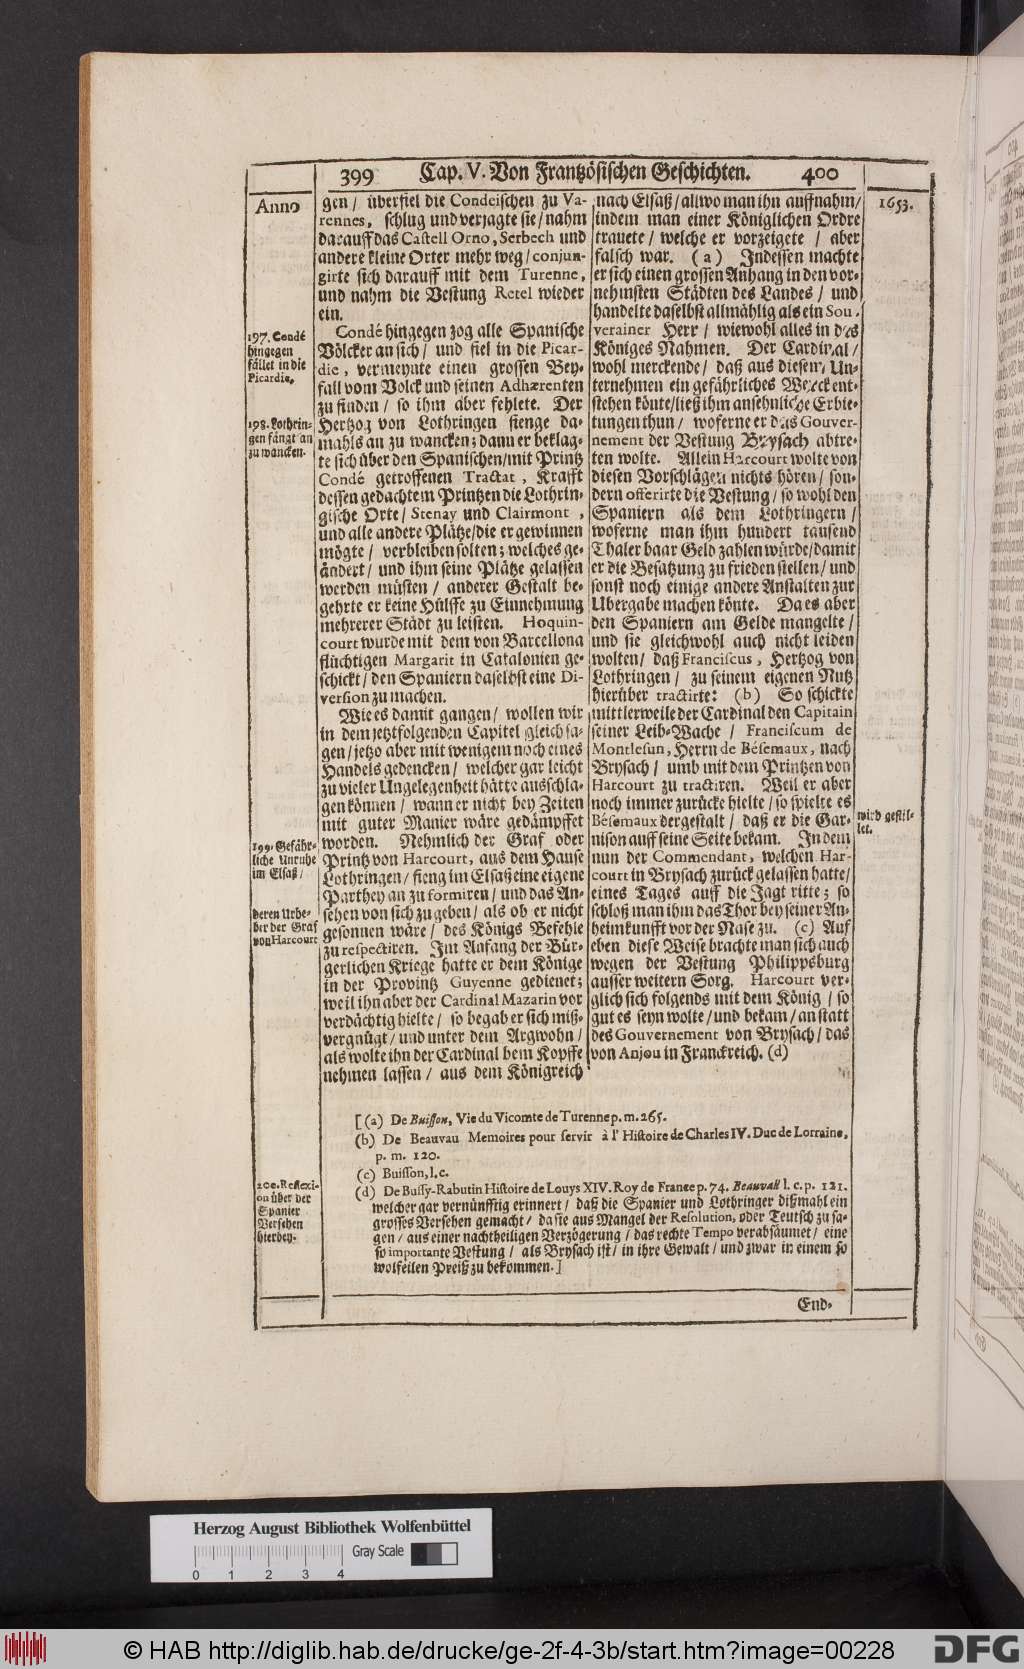 399 Cap. V. Von Frantzösischen Geschichten. 400
Anno
1653.
gen / überfiel die Condeischen zu Va-
rennes, schlug und verjagte sie / nahm
darauff das Castell Orno, Serbech und
andere kleine Orter mehr weg / conjun-
girte sich darauff mit dem Turenne,
und nahm die Vestung Retel wieder
ein.
197. Condé
hingegen
fället in die
Picardie.
Condé hingegen zog alle Spanische
Völcker an sich / und fiel in die Picar-
die, vermeynte einen grossen Bey-
fall vom Volck und seinen Adhærenten
zu finden / so ihm aber fehlete. Der
198. Lothrin-
gen fängt an
zu wancken.
Hertzog von Lothringen fienge da-
mahls an zu wancken; dann er beklag-
te sich über den Spanischen / mit Printz
Condé getroffenen Tractat, Krafft
dessen gedachtem Printzen die Lothrin-
gische Orte / Stenay und Clairmont,
und alle andere Plätze / die er gewinnen
mögte / verbleiben solten; welches ge-
ändert / und ihm seine Plätze gelassen
werden müsten / anderer Gestalt be-
gehrte er keine Hülffe zu Einnehmung
mehrerer Städt zu leisten. Hoquin-
court wurde mit dem von Barcellona
flüchtigen Margarit in Catalonien ge-
schickt / den Spaniern daselbst eine Di-
version zu machen.
Wie es damit gangen / wollen wir
in dem jetztfolgenden Capitel gleich sa-
gen / jetzo aber mit wenigem noch eines
Handels gedencken / welcher gar leicht
zu vieler Ungelegenheit hätte ausschla-
gen können / wann er nicht bey Zeiten
mit guter Manier wäre gedämpffet
199. Gefähr-
liche Unruhe
im Elsaß /
worden. Nehmlich der Graf oder
Printz von Harcourt, aus dem Hause
Lothringen / fieng im Elsaß eine eigene
Parthey an zu formiren / und das An-
deren Urhe-
ber der Graf
von Harcourt
sehen von sich zu geben / als ob er nicht
gesonnen wäre / des Königs Befehle
zu respectiren. Im Anfang der Bür-
gerlichen Kriege hatte er dem Könige
in der Provintz Guyenne gedienet;
weil ihn aber der Cardinal Mazarin vor
verdächtig hielte / so begab er sich miß-
vergnügt / und unter dem Argwohn /
als wolte ihn der Cardinal beym Kopffe
nehmen lassen / aus dem Königreich
nach Elsaß / allwo man ihn auffnahm /
indem man einer Königlichen Ordre
trauete / welche er vorzeigete / aber
falsch war. (a) Indessen machte
er sich einen grossen Anhang in den vor-
nehmsten Städten des Landes / und
handelte daselbst allmählig als ein Sou-
verainer Herr / wiewohl alles in des
Königes Nahmen. Der Cardinal /
wohl merckende / daß aus diesem Un-
ternehmen ein gefährliches Werck ent-
stehen könte / ließ ihm ansehnliche Erbie-
tungen thun / woferne er das Gouver-
nement der Vestung Brysach abtre-
ten wolte. Allein Harcourt wolte von
diesen Vorschlägen nichts hören / son-
dern offerirte die Vestung / so wohl den
Spaniern als dem Lothringern /
woferne man ihm hundert tausend
Thaler baar Geld zahlen würde / damit
er die Besatzung zu frieden stellen / und
sonst noch einige andere Anstalten zur
Ubergabe machen könte. Da es aber
den Spaniern am Gelde mangelte /
und sie gleichwohl auch nicht leiden
wolten / daß Franciscus, Hertzog von
Lothringen / zu seinem eigenen Nutz
hierüber tractirte: (b) So schickte
mittlerweile der Cardinal den Capitain
seiner Leib-Wache / Franciscum de
Montlesun, Herrn de Bésemaux, nach
Brysach / umb mit dem Printzen von
Harcourt zu tractiren. Weil er aber
noch immer zurücke hielte / so spielte es
wird gestil-
let.
Bésemaux dergestalt / daß er die Gar-
nison auff seine Seite bekam. Indem
nun der Commendant, welchen Har-
court in Brysach zurück gelassen hatte /
eines Tages auff die Jagt ritte; so
schloß man ihm das Thor bey seiner An-
heimkunfft vor der Nase zu. (c) Auf
eben diese Weise brachte man sich auch
wegen der Vestung Philippsburg
ausser weitern Sorg. Harcourt ver-
glich sich folgends mit dem König / so
gut es seyn wolte / und bekam / an statt
des Gouvernement von Brysach / das
von Anjou in Franckreich. (d)
[ (a) De Buisson, Vie du Vicomte de Turenne p. m. 265.
(b) De Beauvau Memoires pour servir à l' Histoire de Charles IV. Duc de Lorraine,
p. m. 120.
(c) Buisson, l. c.
200. Reflexi-
on über der
Spanier
Versehen
hierbey.
(d) De Bussy-Rabutin Histoire de Louys XIV. Roy de France p. 74. Beauvau l. c. p. 121.
welcher gar vernünfftig erinnert / daß die Spanier und Lothringer dißmahl ein
grosses Versehen gemacht / da sie aus Mangel der Resolution, oder Teutsch zu sa-
gen / aus einer nachtheiligen Verzögerung / das rechte Tempo verabsäumet / eine
so importante Vestung / als Brysach ist / in ihre Gewalt / und zwar in einem so
wolfeilen Preiß zu bekommen. ]
End-
Herzog August Bibliothek Wolfenbüttel
Gray Scale
0 1 2 3 4
© HAB http://diglib.hab.de/drucke/ge-2f-4-3b/start.htm?image=00228
DFG